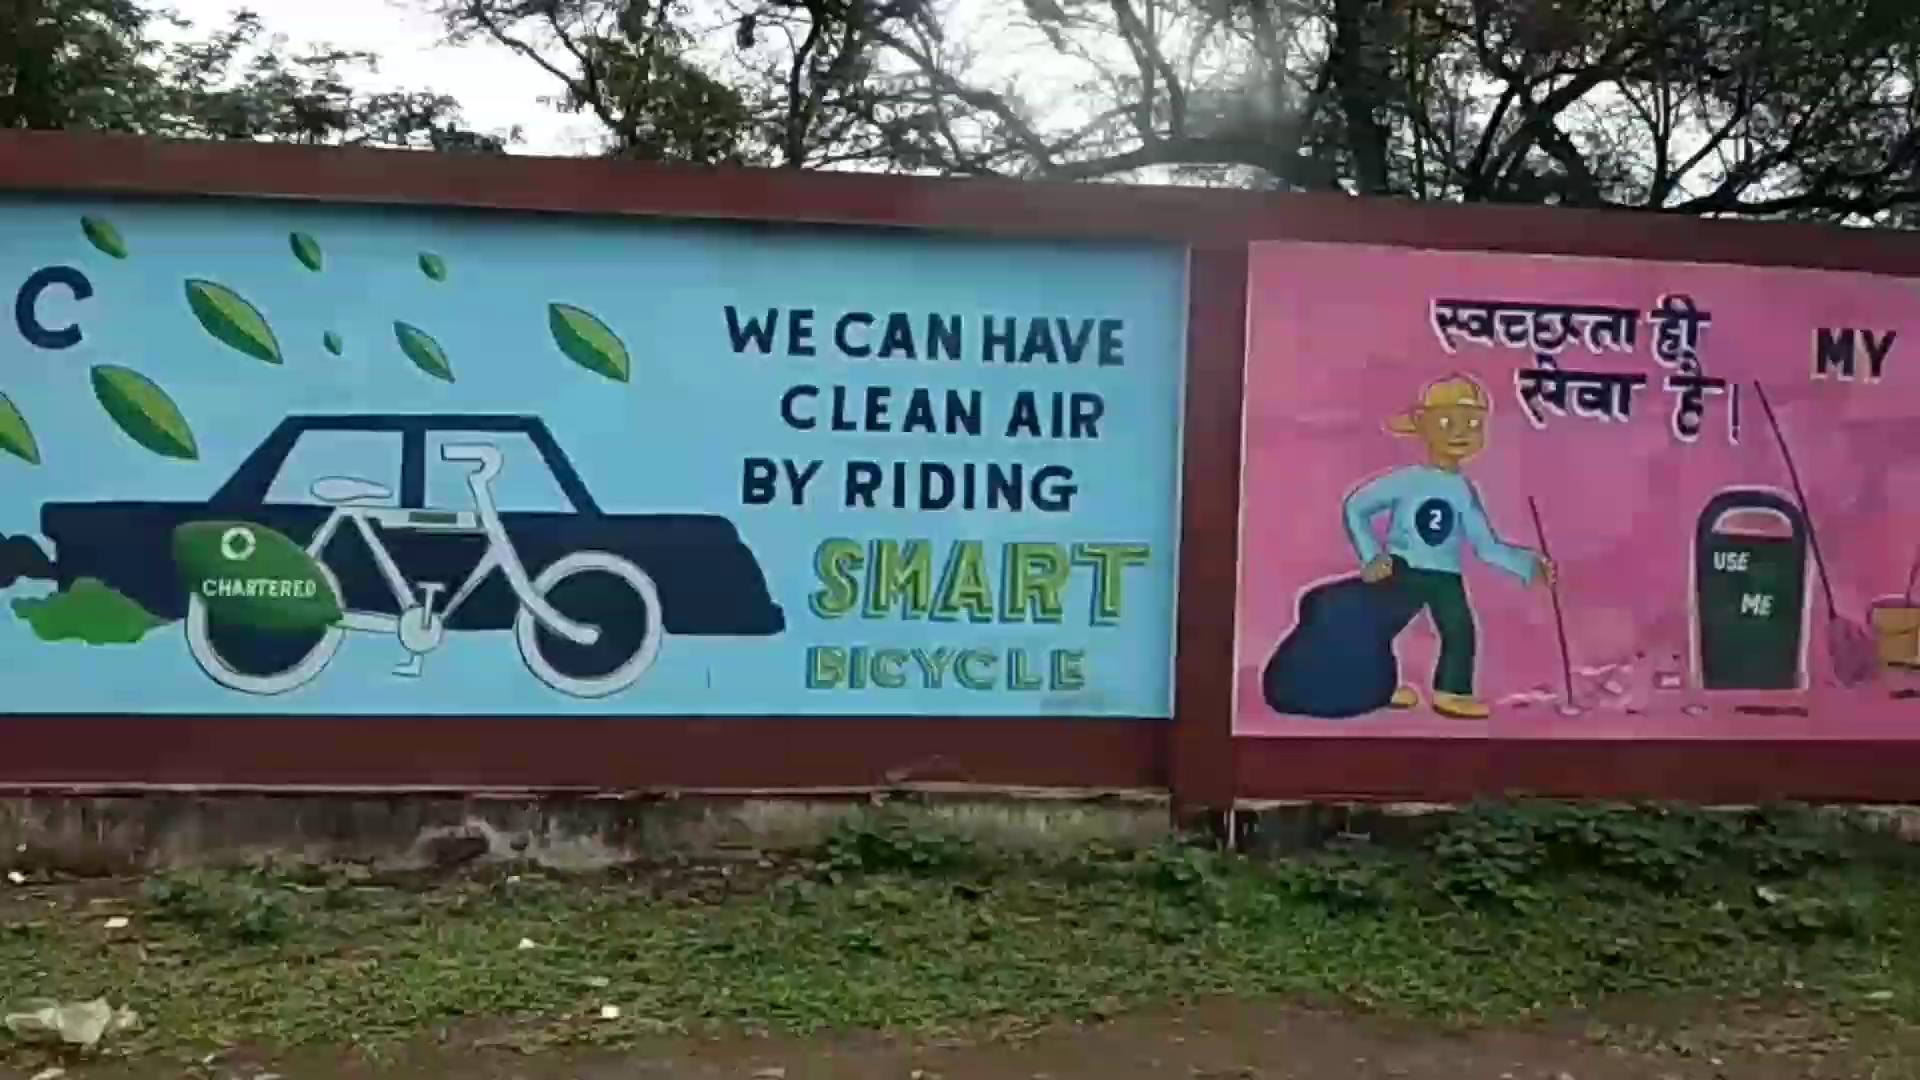 C
WE CAN HAVE
CLEAN AIR
BY RIDING
SMART
BICYCLE
CHARTERED
स्वच्छता ही
सेवा है।
MY
2
USE
ME